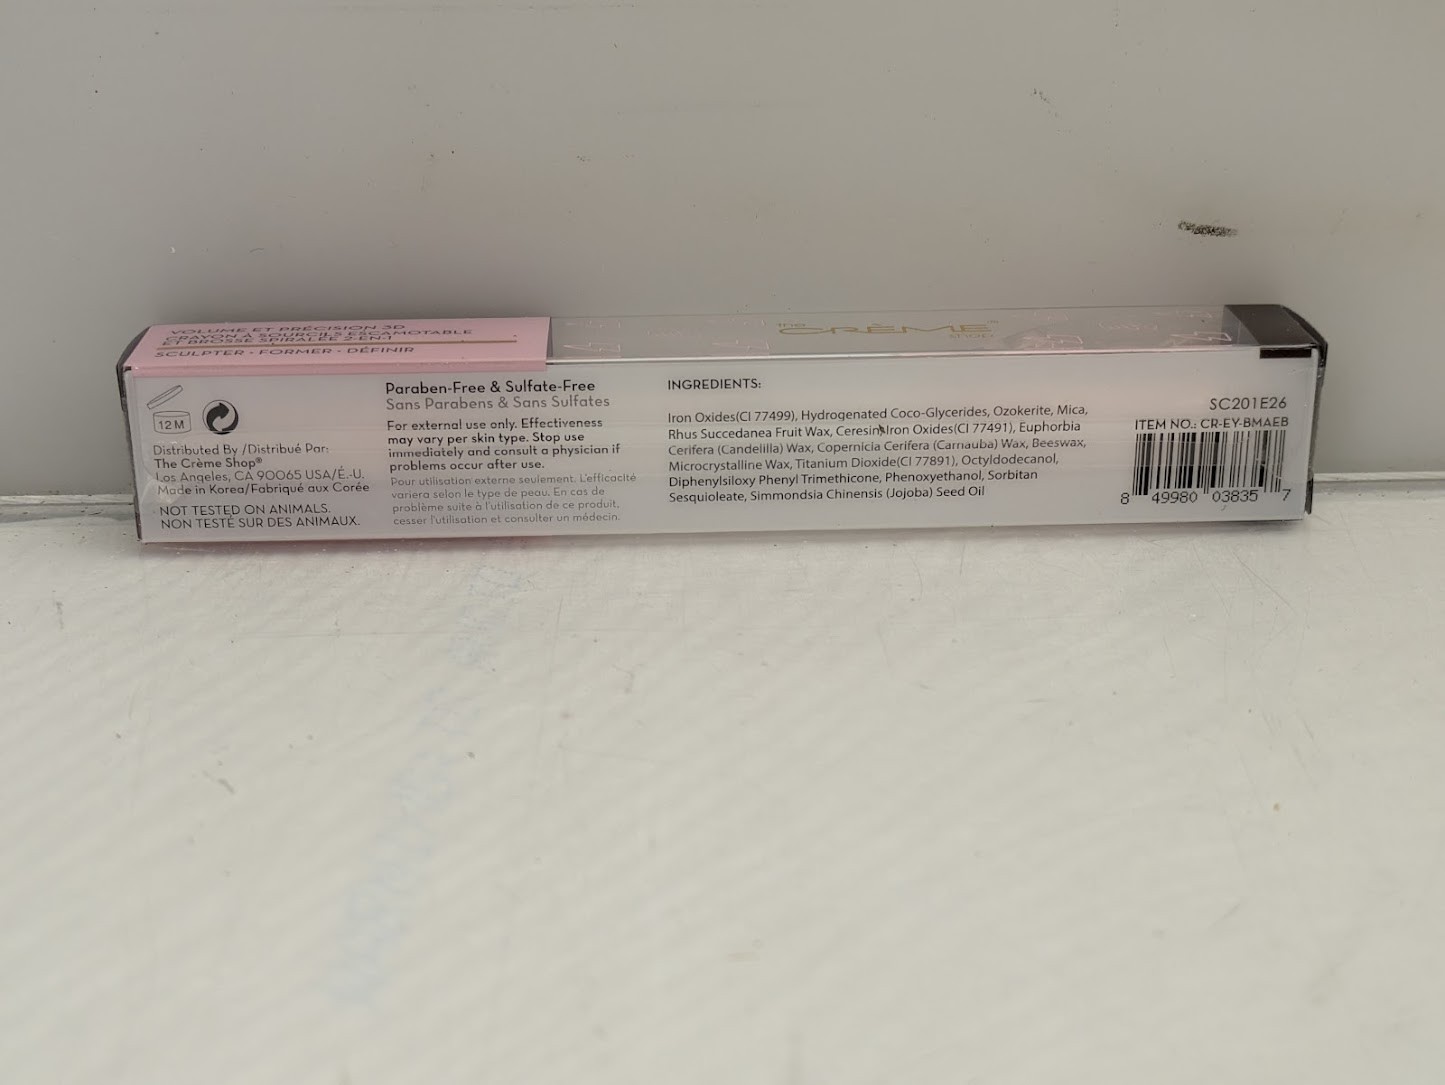 VOLUME ET PRÉCISION 3D
CRAYON À SOURCILS ESCAMOTABLE
ET BROSSE SPIRALÉE 2-EN-1
SCULPTER • FORMER • DÉFINIR
the
CRÈME
shop
12 M
Distributed By /Distribué Par:
The Crème Shop®
Los Angeles, CA 90065 USA/É.-U.
Made in Korea/Fabriqué aux Corée
NOT TESTED ON ANIMALS.
NON TESTÉ SUR DES ANIMAUX.
Paraben-Free & Sulfate-Free
Sans Parabens & Sans Sulfates
For external use only. Effectiveness
may vary per skin type. Stop use
immediately and consult a physician if
problems occur after use.
Pour utilisation externe seulement. L'efficacité
variera selon le type de peau. En cas de
problème suite à l'utilisation de ce produit,
cesser l'utilisation et consulter un médecin.
INGREDIENTS:
Iron Oxides(CI 77499), Hydrogenated Coco-Glycerides, Ozokerite, Mica,
Rhus Succedanea Fruit Wax, Ceresin, Iron Oxides(CI 77491), Euphorbia
Cerifera (Candelilla) Wax, Copernicia Cerifera (Carnauba) Wax, Beeswax,
Microcrystalline Wax, Titanium Dioxide(CI 77891), Octyldodecanol,
Diphenylsiloxy Phenyl Trimethicone, Phenoxyethanol, Sorbitan
Sesquioleate, Simmondsia Chinensis (Jojoba) Seed Oil
SC201E26
ITEM NO.: CR-EY-BMAEB
8 49980 03835 7